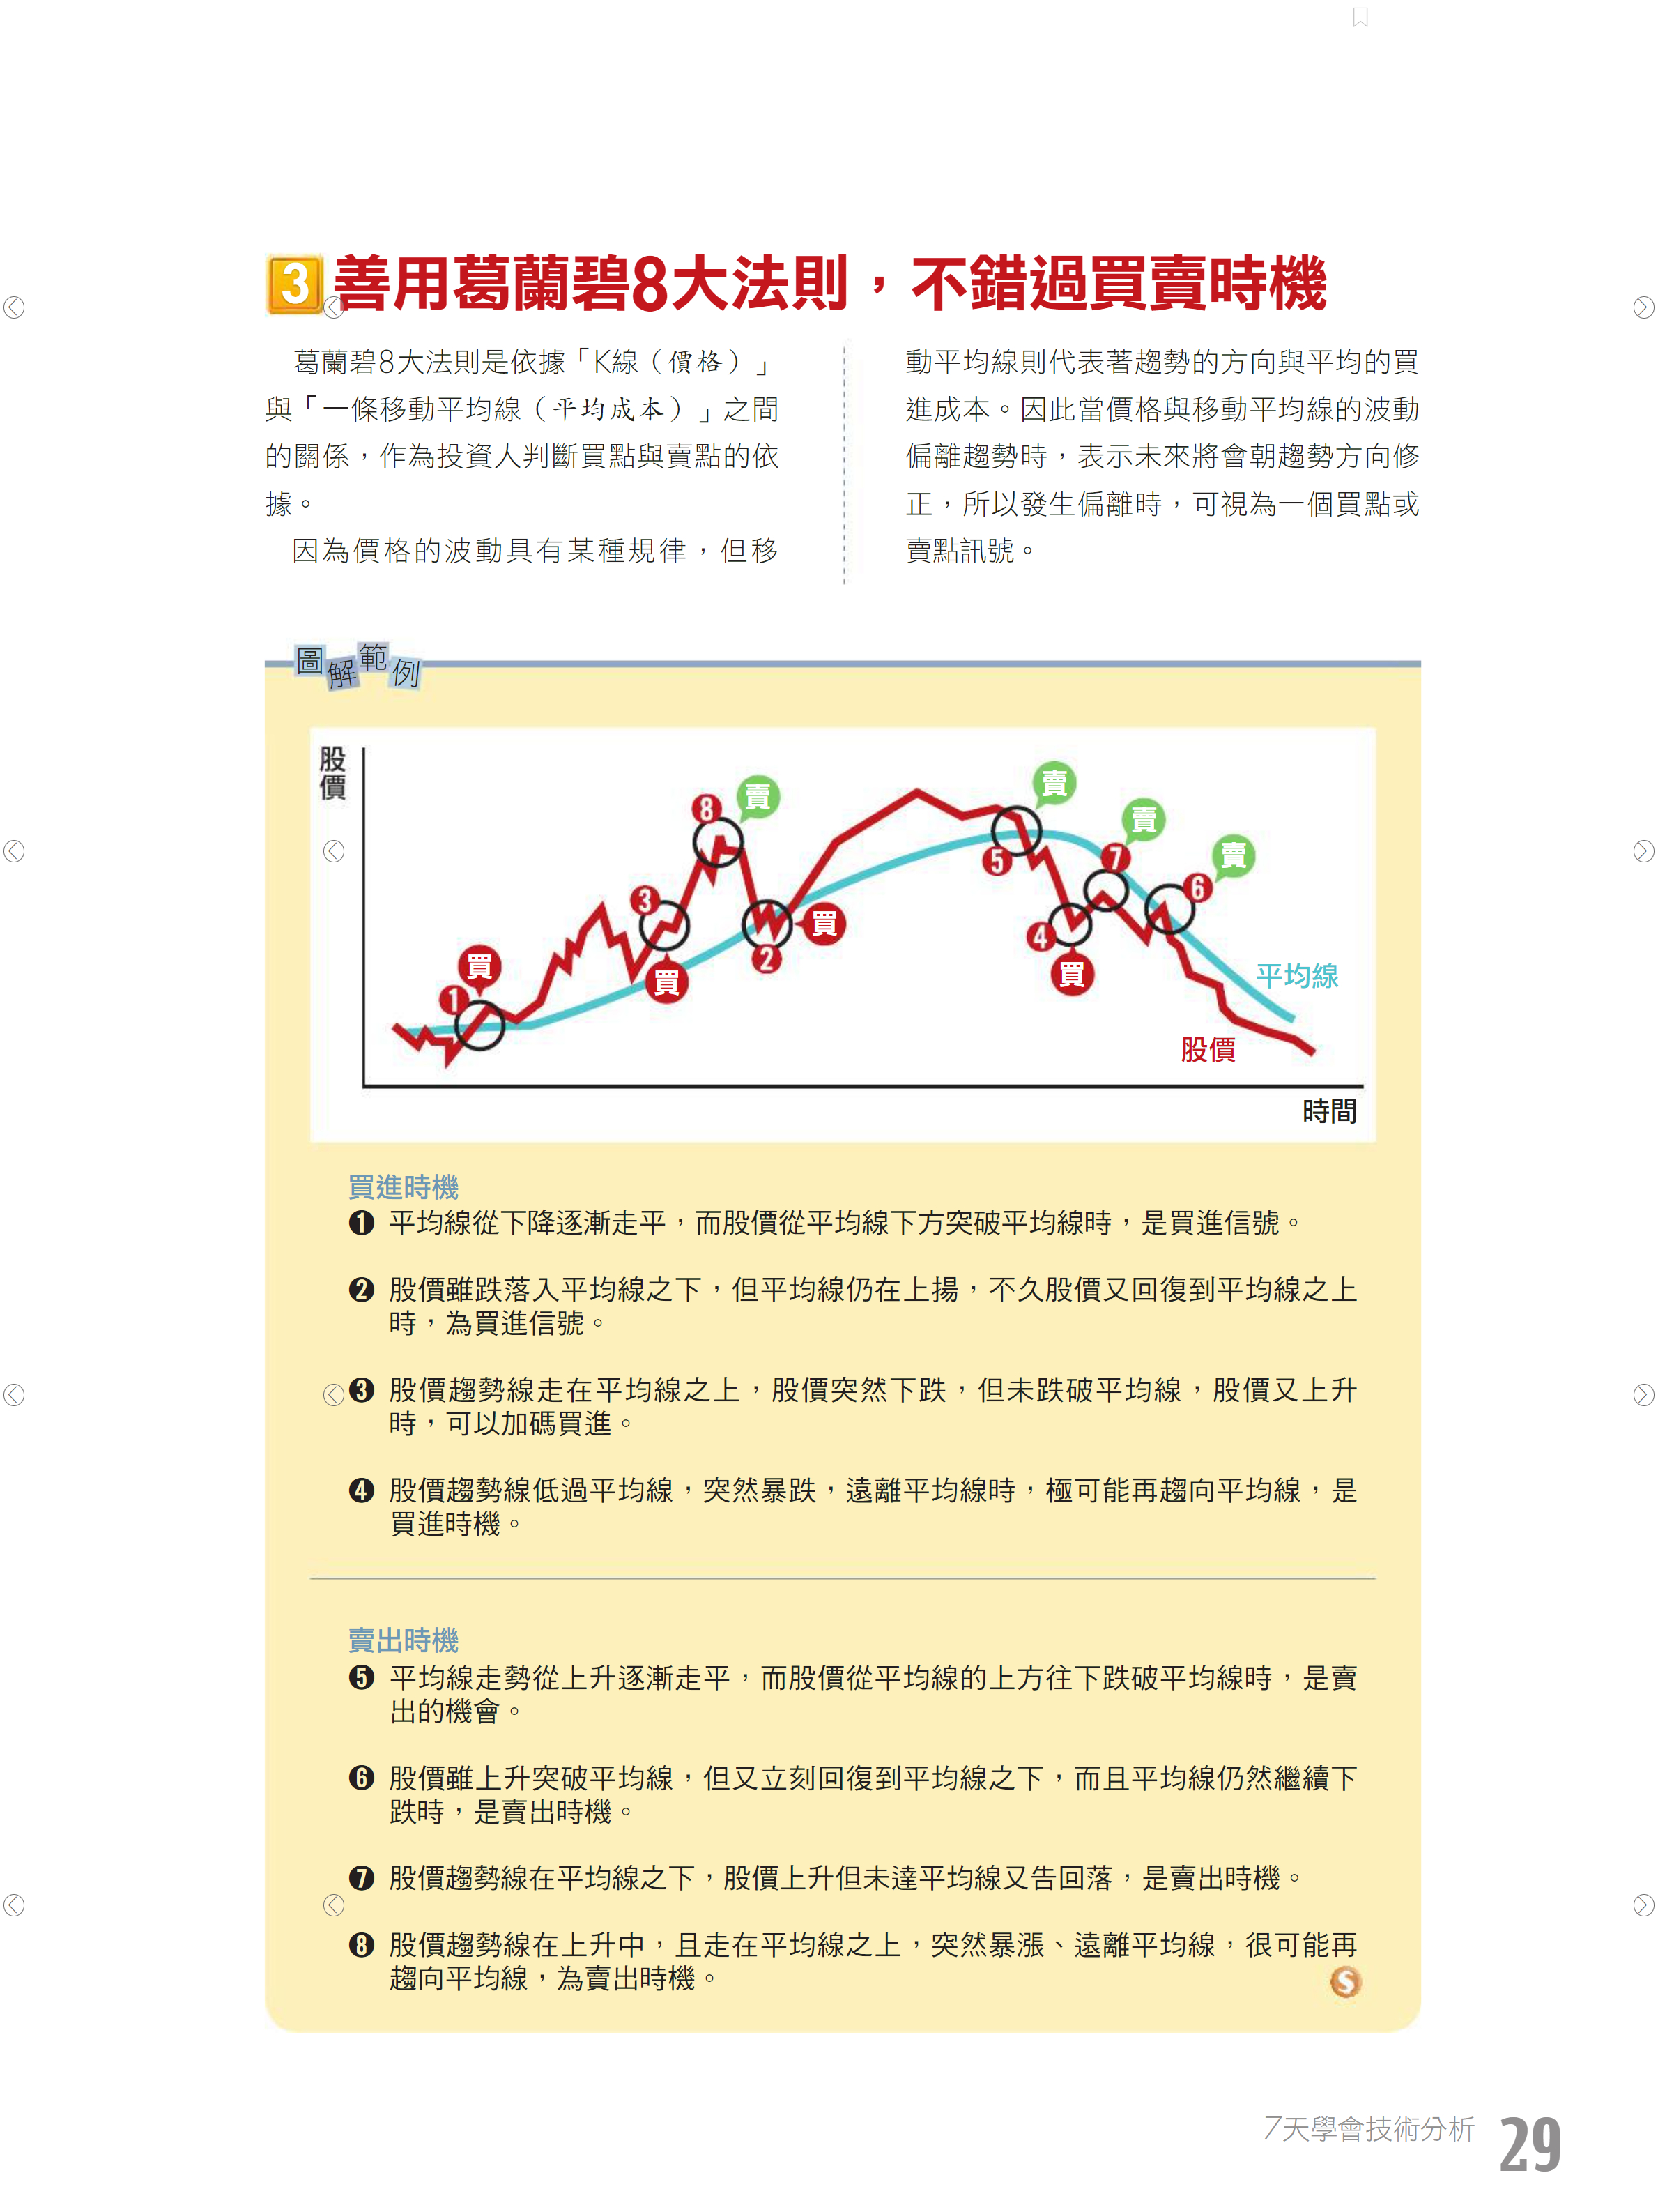 3 善用葛蘭碧8大法則，不錯過買賣時機
葛蘭碧8大法則是依據「K線（價格）」
與「一條移動平均線（平均成本）」之間
的關係，作為投資人判斷買點與賣點的依
據。
因為價格的波動具有某種規律，但移
動平均線則代表著趨勢的方向與平均的買
進成本。因此當價格與移動平均線的波動
偏離趨勢時，表示未來將會朝趨勢方向修
正，所以發生偏離時，可視為一個買點或
賣點訊號。
圖解範例
股價
8
賣
賣
賣
賣
5
7
6
3
買
2
4
買
1
買
買
平均線
股價
時間
買進時機
❶ 平均線從下降逐漸走平，而股價從平均線下方突破平均線時，是買進信號。
❷ 股價雖跌落入平均線之下，但平均線仍在上揚，不久股價又回復到平均線之上
時，為買進信號。
❸ 股價趨勢線走在平均線之上，股價突然下跌，但未跌破平均線，股價又上升
時，可以加碼買進。
❹ 股價趨勢線低過平均線，突然暴跌，遠離平均線時，極可能再趨向平均線，是
買進時機。
賣出時機
❺ 平均線走勢從上升逐漸走平，而股價從平均線的上方往下跌破平均線時，是賣
出的機會。
❻ 股價雖上升突破平均線，但又立刻回復到平均線之下，而且平均線仍然繼續下
跌時，是賣出時機。
❼ 股價趨勢線在平均線之下，股價上升但未達平均線又告回落，是賣出時機。
❽ 股價趨勢線在上升中，且走在平均線之上，突然暴漲、遠離平均線，很可能再
趨向平均線，為賣出時機。
S
7天學會技術分析 29